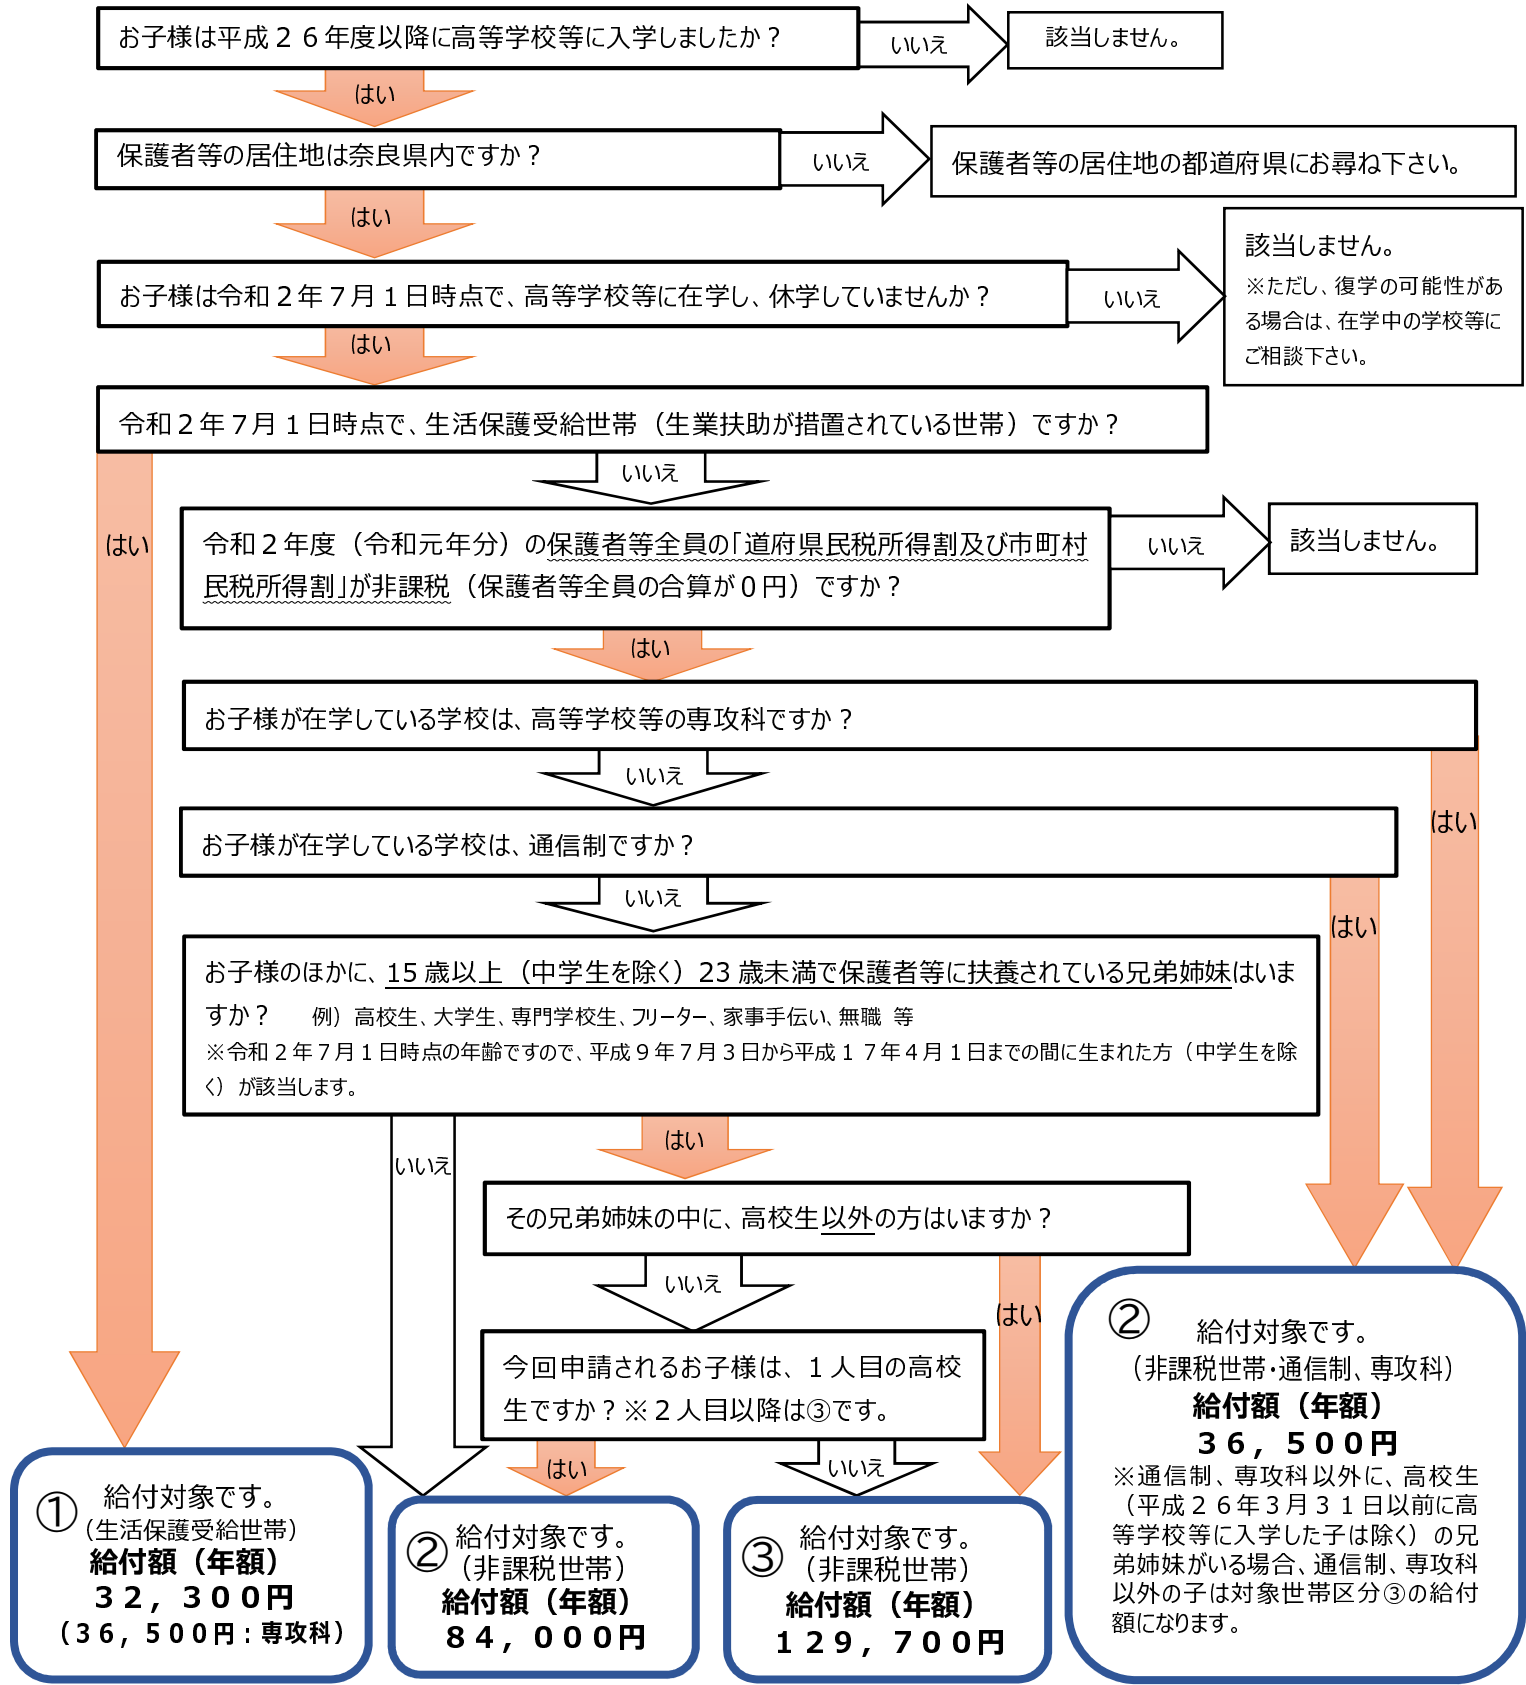 お子様は平成２６年度以降に高等学校等に入学しましたか？
いいえ
該当しません。
はい
保護者等の居住地は奈良県内ですか？
いいえ
保護者等の居住地の都道府県にお尋ね下さい。
はい
お子様は令和２年７月１日時点で、高等学校等に在学し、休学していませんか？
いいえ
該当しません。
※ただし、復学の可能性があ
る場合は、在学中の学校等に
ご相談下さい。
はい
令和２年７月１日時点で、生活保護受給世帯（生業扶助が措置されている世帯）ですか？
いいえ
はい
令和２年度（令和元年分）の保護者等全員の「道府県民税所得割及び市町村
民税所得割」が非課税（保護者等全員の合算が０円）ですか？
いいえ
該当しません。
はい
お子様が在学している学校は、高等学校等の専攻科ですか？
いいえ
はい
お子様が在学している学校は、通信制ですか？
いいえ
はい
お子様のほかに、15 歳以上（中学生を除く）23 歳未満で保護者等に扶養されている兄弟姉妹はいま
すか？　例）高校生、大学生、専門学校生、フリーター、家事手伝い、無職 等
※令和２年７月１日時点の年齢ですので、平成９年７月３日から平成１７年４月１日までの間に生まれた方（中学生を除
く）が該当します。
はい
いいえ
その兄弟姉妹の中に、高校生以外の方はいますか？
いいえ
はい
今回申請されるお子様は、１人目の高校
生ですか？※２人目以降は③です。
はい
いいえ
① 給付対象です。
（生活保護受給世帯）
給付額（年額）
３２，３００円
（３６，５００円：専攻科）
② 給付対象です。
（非課税世帯）
給付額（年額）
８４，０００円
③ 給付対象です。
（非課税世帯）
給付額（年額）
１２９，７００円
② 給付対象です。
（非課税世帯・通信制、専攻科）
給付額（年額）
３６，５００円
※通信制、専攻科以外に、高校生
（平成２６年３月３１日以前に高
等学校等に入学した子は除く）の兄
弟姉妹がいる場合、通信制、専攻科
以外の子は対象世帯区分③の給付
額になります。